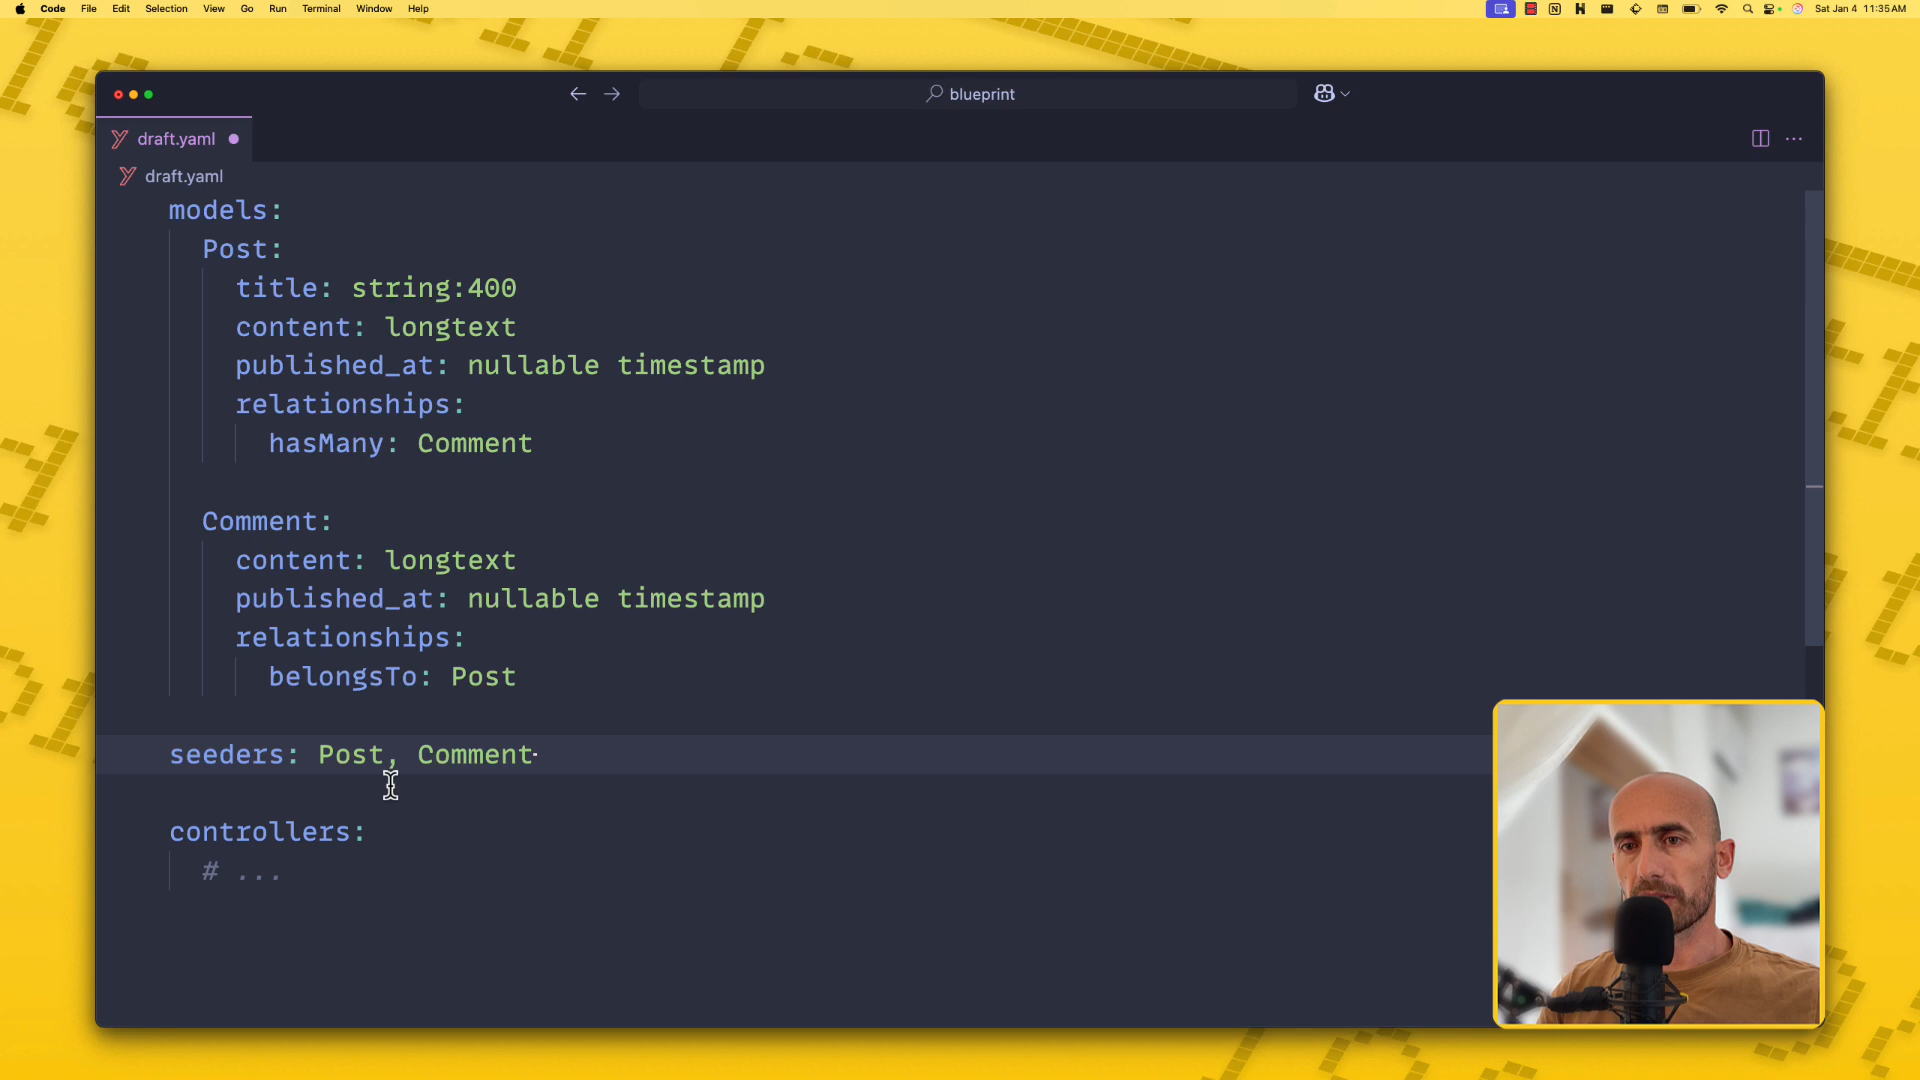 Code File Edit Selection View Go Run Terminal Window Help Sat Jan 4 11:35 AM
blueprint
draft.yaml
draft.yaml
models:
Post:
title: string:400
content: longtext
published_at: nullable timestamp
relationships:
hasMany: Comment
Comment:
content: longtext
published_at: nullable timestamp
relationships:
belongsTo: Post
seeders: Post, Comment
controllers:
# ...